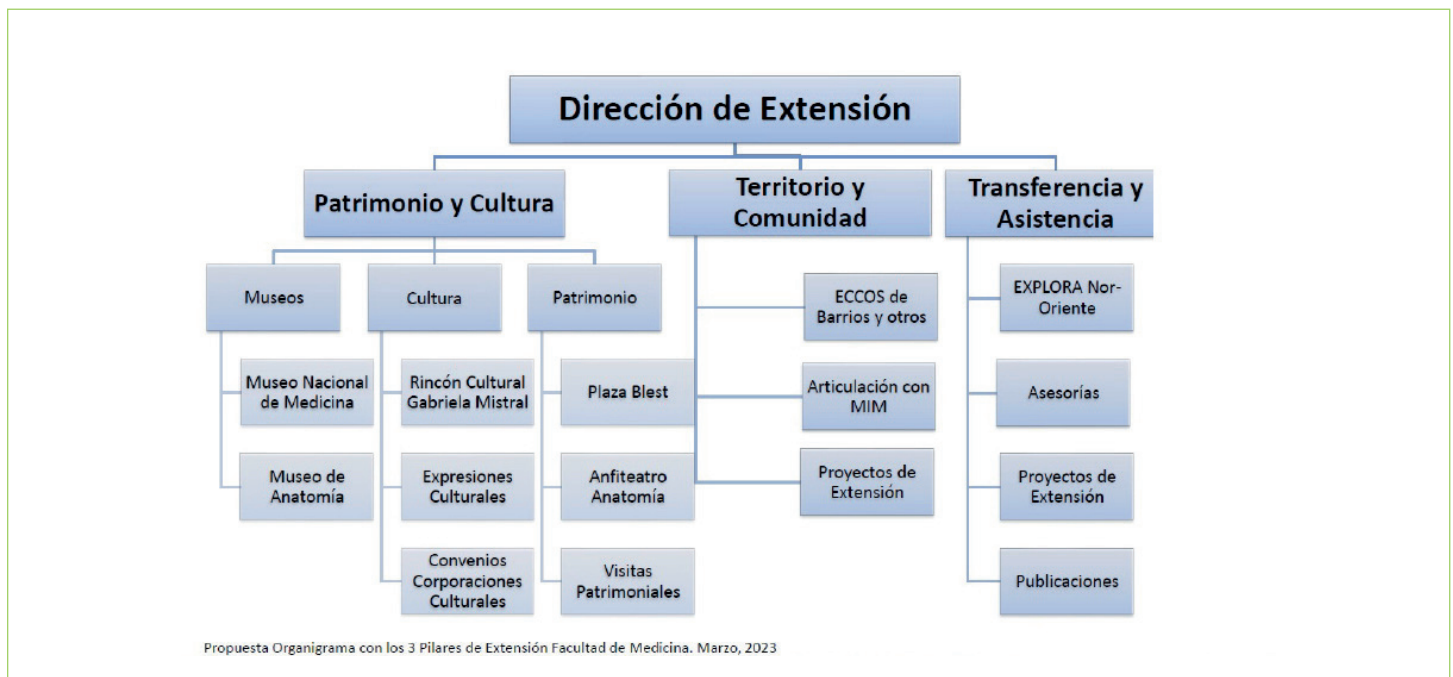 Dirección de Extensión
Patrimonio y Cultura
Territorio y
Comunidad
Transferencia y
Asistencia
Museos
Cultura
Patrimonio
Museo Nacional
de Medicina
Museo de
Anatomía
Rincón Cultural
Gabriela Mistral
Expresiones
Culturales
Convenios
Corporaciones
Culturales
Plaza Blest
Anfiteatro
Anatomía
Visitas
Patrimoniales
ECCOS de
Barrios y otros
Articulación con
MIM
Proyectos de
Extensión
EXPLORA Nor-
Oriente
Asesorías
Proyectos de
Extensión
Publicaciones
Propuesta Organigrama con los 3 Pilares de Extensión Facultad de Medicina. Marzo, 2023